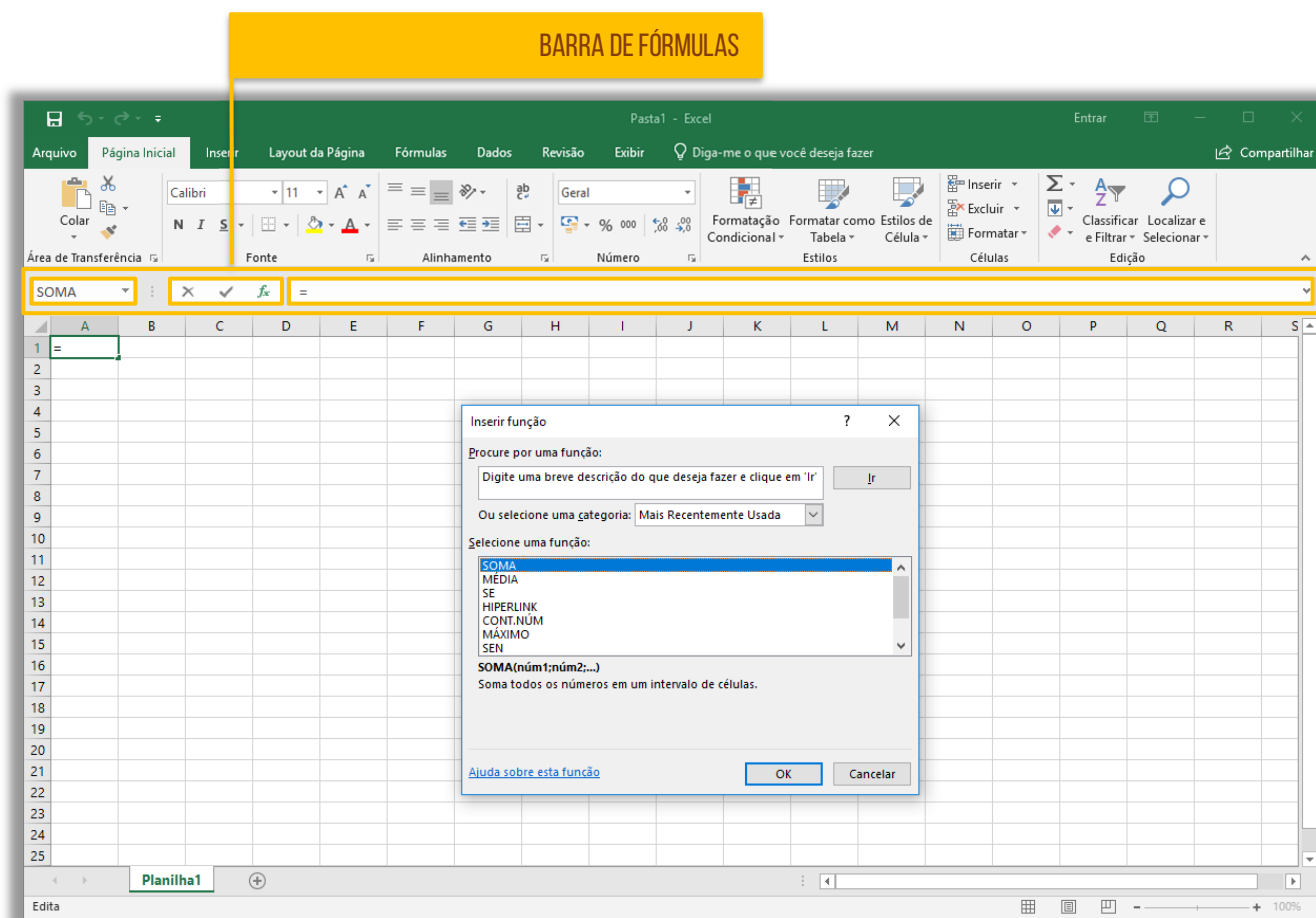 BARRA DE FÓRMULAS
Pasta1 - Excel
Entrar
Arquivo Página Inicial Inserir Layout da Página Fórmulas Dados Revisão Exibir Diga-me o que você deseja fazer Compartilhar
Colar
Área de Transferência
Calibri 11
N I S
Fonte
Alinhamento
Geral
% 000
Número
Formatação Condicional
Formatar como Tabela
Estilos de Célula
Estilos
Inserir
Excluir
Formatar
Células
Classificar e Filtrar
Localizar e Selecionar
Edição
SOMA fx =
A B C D E F G H I J K L M N O P Q R S
1 =
2
3
4
5
6
7
8
9
10
11
12
13
14
15
16
17
18
19
20
21
22
23
24
25
Inserir função ?
Procure por uma função:
Digite uma breve descrição do que deseja fazer e clique em 'Ir'
Ir
Ou selecione uma categoria: Mais Recentemente Usada
Selecione uma função:
SOMA
MÉDIA
SE
HIPERLINK
CONT.NÚM
MÁXIMO
SEN
SOMA(núm1;núm2;...)
Soma todos os números em um intervalo de células.
Ajuda sobre esta função
OK Cancelar
Planilha1
Edita
100%